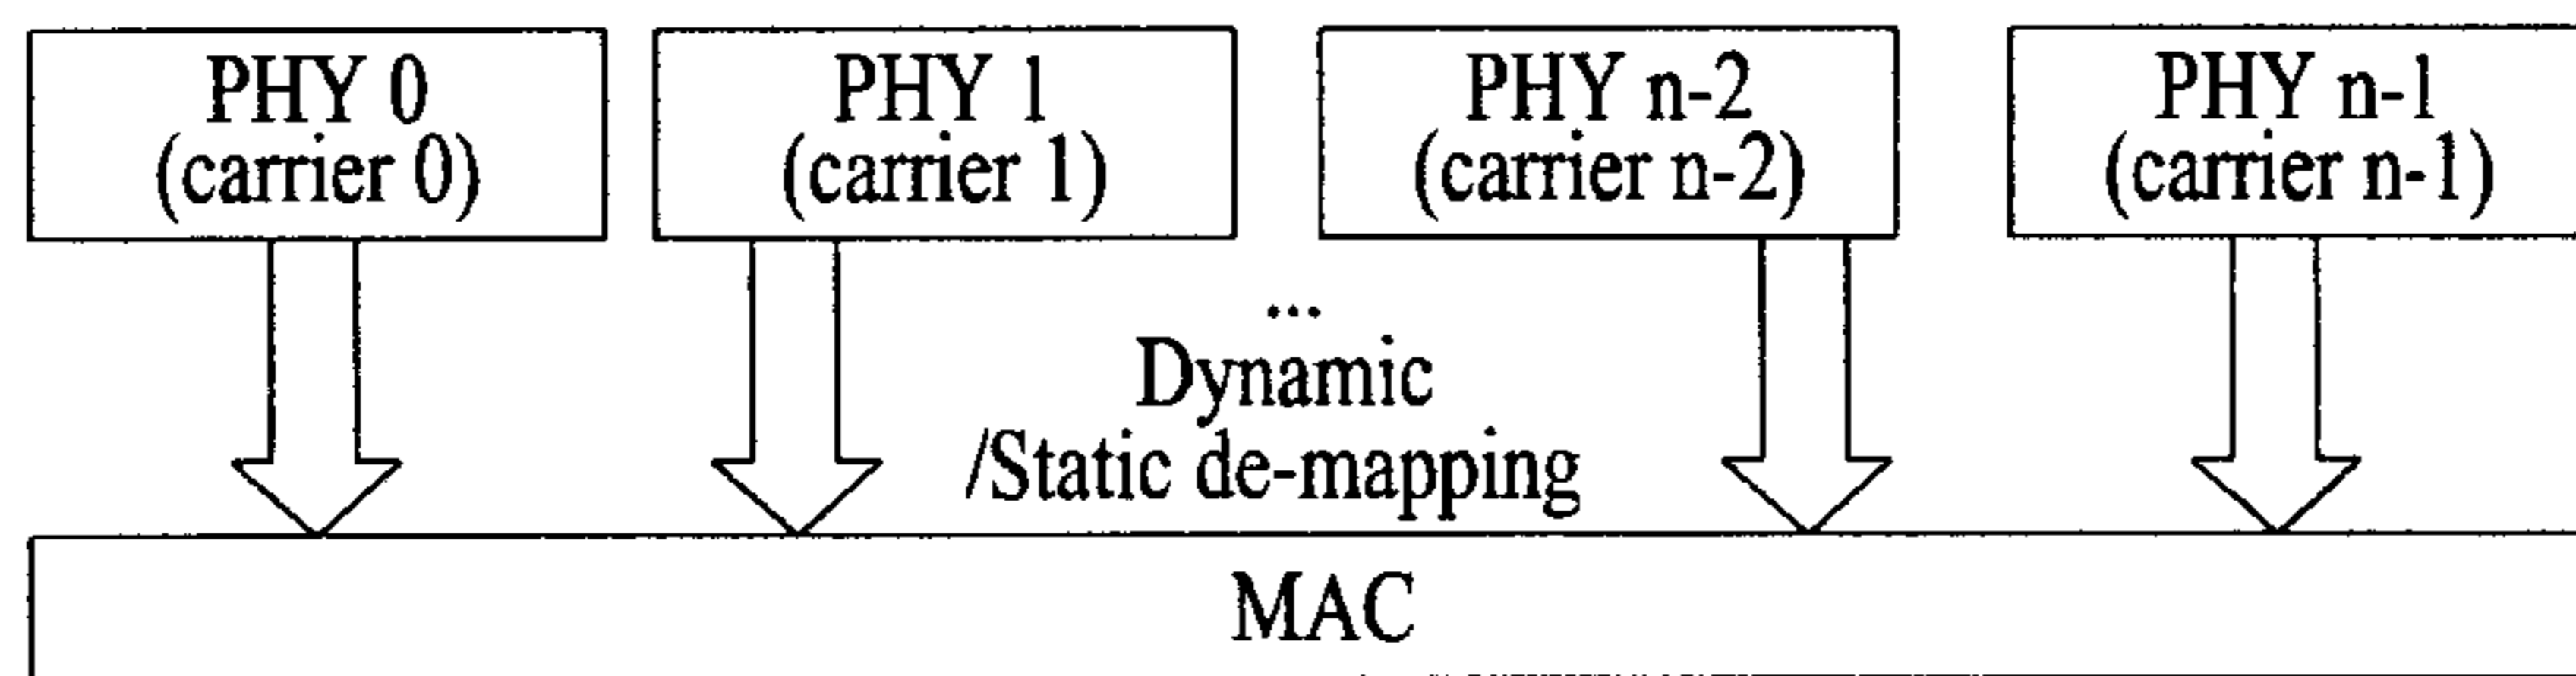 PHY 0
(carrier 0)
PHY 1
(carrier 1)
PHY n-2
(carrier n-2)
PHY n-1
(carrier n-1)
...
Dynamic
/Static de-mapping
MAC